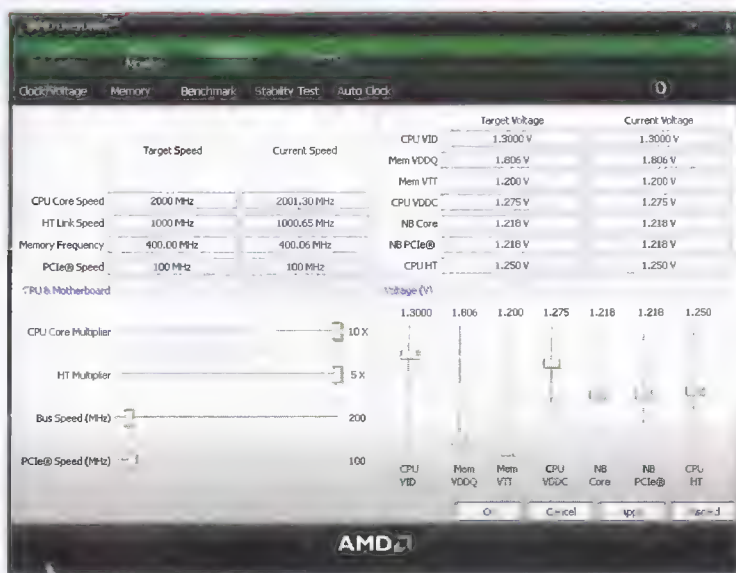 Clock/Voltage Memory Benchmark Stability Test Auto Clock
Target Speed Current Speed
CPU Core Speed 2000 MHz 2001.30 MHz
HT Link Speed 1000 MHz 1000.65 MHz
Memory Frequency 400.00 MHz 400.06 MHz
PCIe® Speed 100 MHz 100 MHz
CPU & Motherboard
CPU Core Multiplier 10 X
HT Multiplier 5 X
Bus Speed (MHz) 200
PCIe® Speed (MHz) 100
Target Voltage Current Voltage
CPU VID 1.3000 V 1.3000 V
Mem VDDQ 1.806 V 1.806 V
Mem VTT 1.200 V 1.200 V
CPU VDDC 1.275 V 1.275 V
NB Core 1.218 V 1.218 V
NB PCIe® 1.218 V 1.218 V
CPU HT 1.250 V 1.250 V
Voltage (V)
1.3000 1.806 1.200 1.275 1.218 1.218 1.250
CPU Mem Mem CPU NB NB CPU
VID VDDQ VTT VDDC Core PCIe® HT
Cancel
AMD